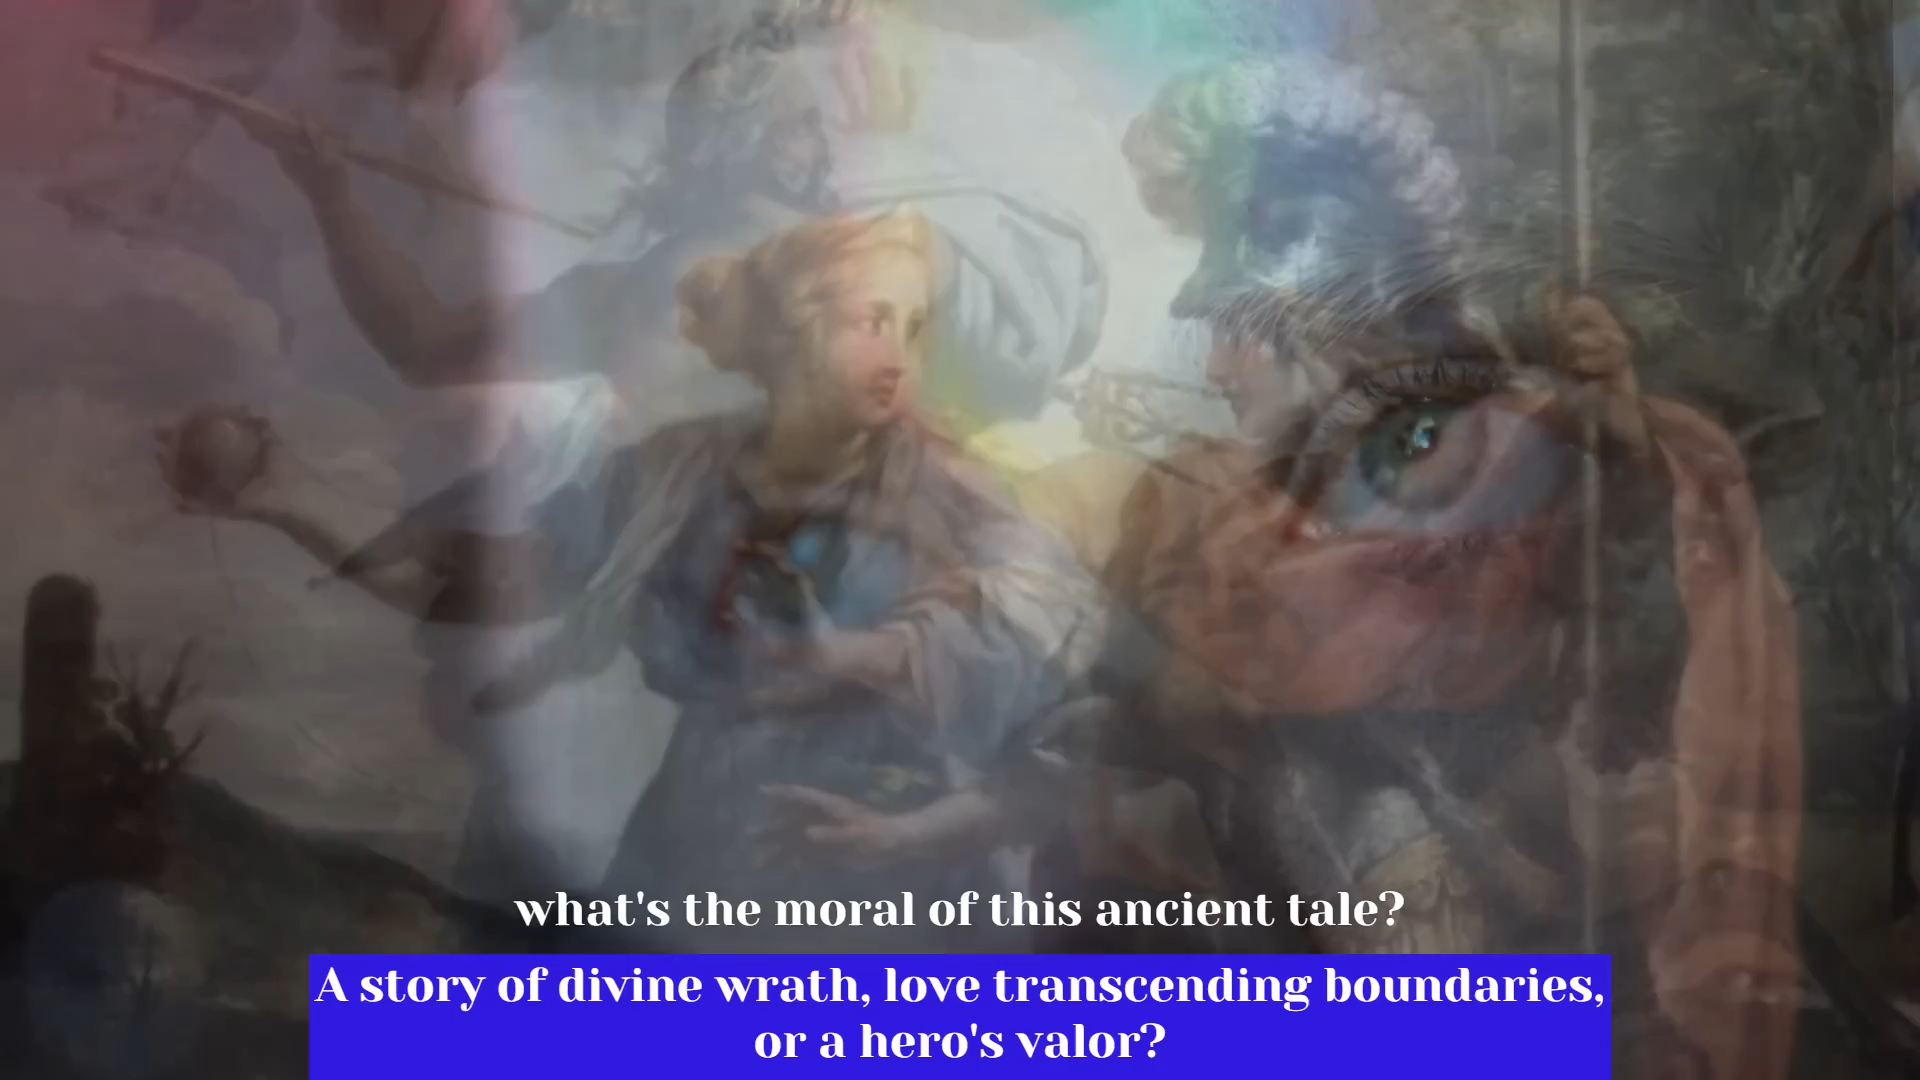 what's the moral of this ancient tale?
A story of divine wrath, love transcending boundaries,
or a hero's valor?